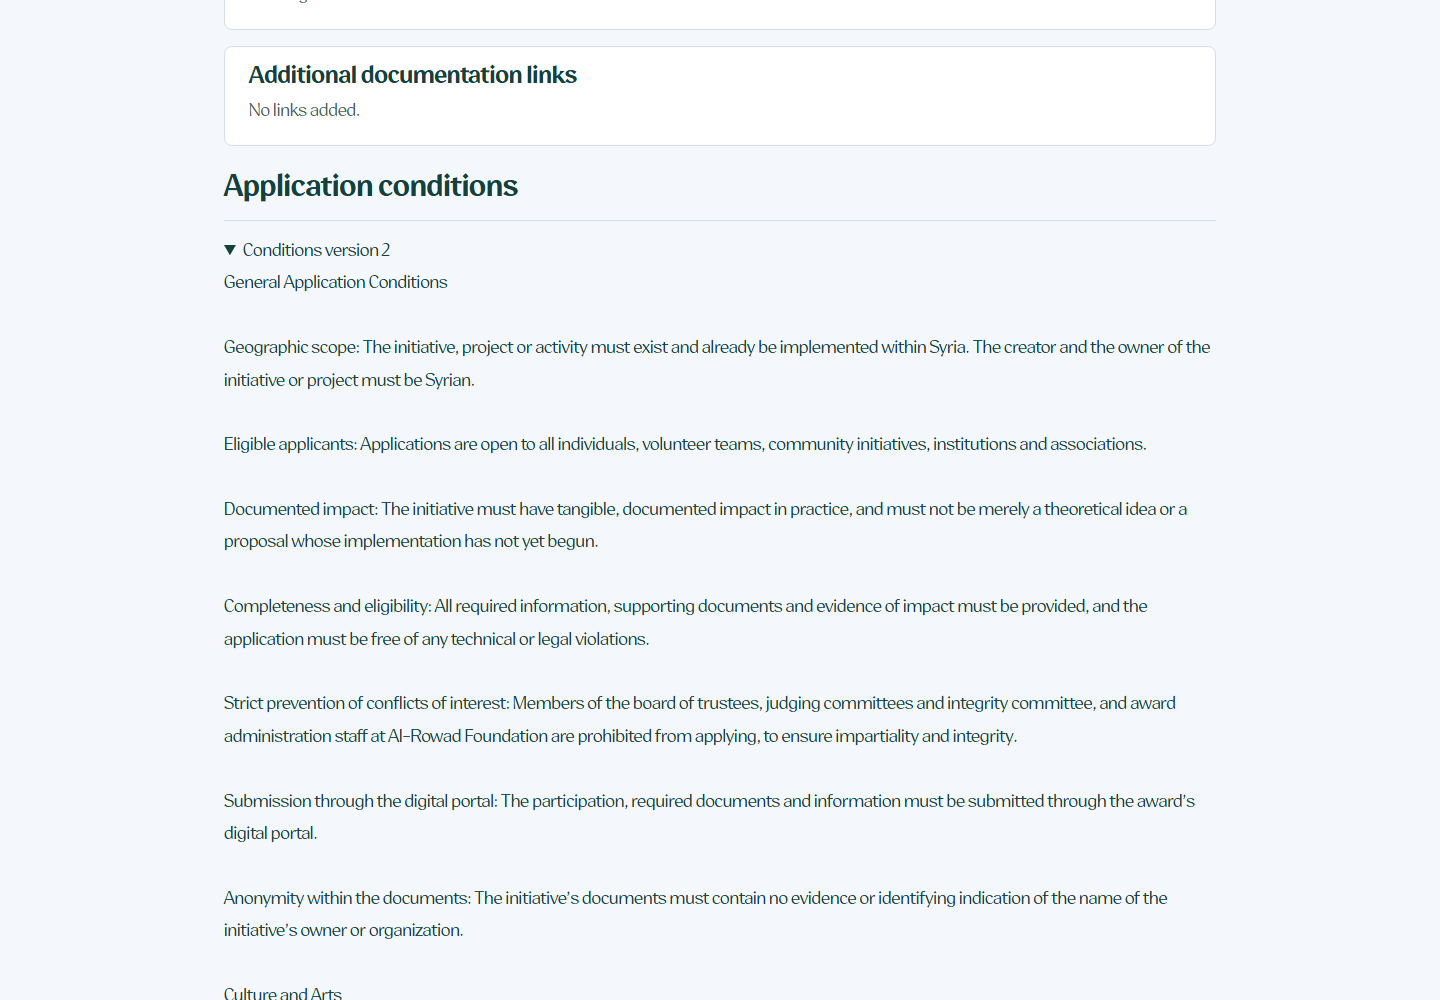 Additional documentation links
No links added.
Application conditions
▼ Conditions version 2
General Application Conditions
Geographic scope: The initiative, project or activity must exist and already be implemented within Syria. The creator and the owner of the
initiative or project must be Syrian.
Eligible applicants: Applications are open to all individuals, volunteer teams, community initiatives, institutions and associations.
Documented impact: The initiative must have tangible, documented impact in practice, and must not be merely a theoretical idea or a
proposal whose implementation has not yet begun.
Completeness and eligibility: All required information, supporting documents and evidence of impact must be provided, and the
application must be free of any technical or legal violations.
Strict prevention of conflicts of interest: Members of the board of trustees, judging committees and integrity committee, and award
administration staff at Al-Rowad Foundation are prohibited from applying, to ensure impartiality and integrity.
Submission through the digital portal: The participation, required documents and information must be submitted through the award's
digital portal.
Anonymity within the documents: The initiative's documents must contain no evidence or identifying indication of the name of the
initiative's owner or organization.
Culture and Arts